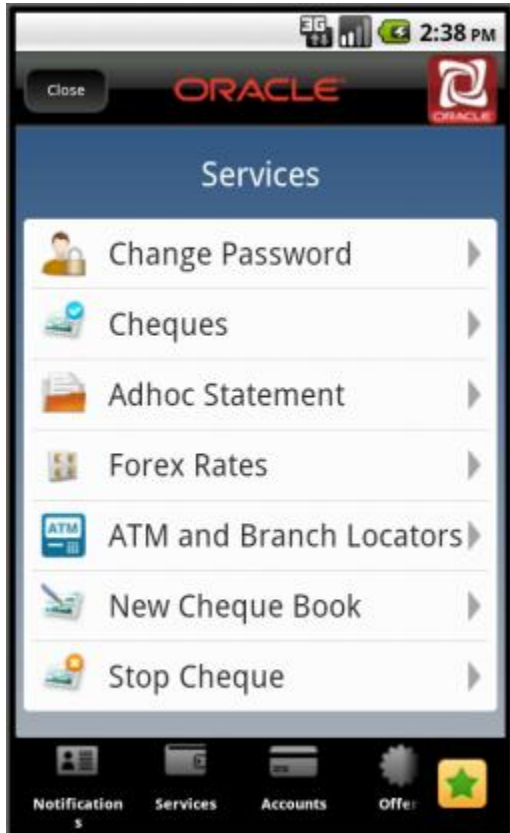 3G
2:38 PM
Close
ORACLE
ORACLE
Services
Change Password
Cheques
Adhoc Statement
Forex Rates
ATM
ATM and Branch Locators
New Cheque Book
Stop Cheque
Notification
s
Services
Accounts
Offer